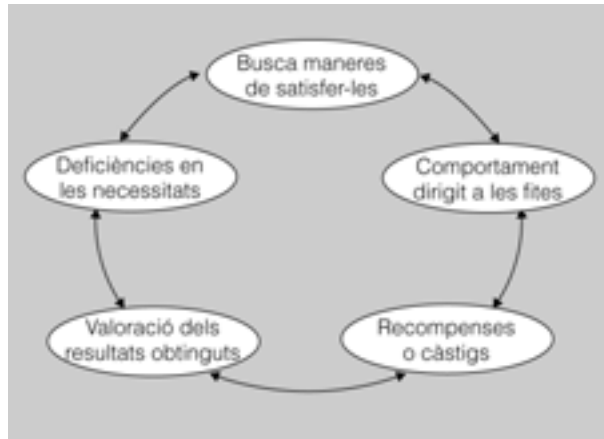 Busca maneres
de satisfer-les
Deficiències en
les necessitats
Comportament
dirigit a les fites
Valoració dels
resultats obtinguts
Recompenses
o càstigs